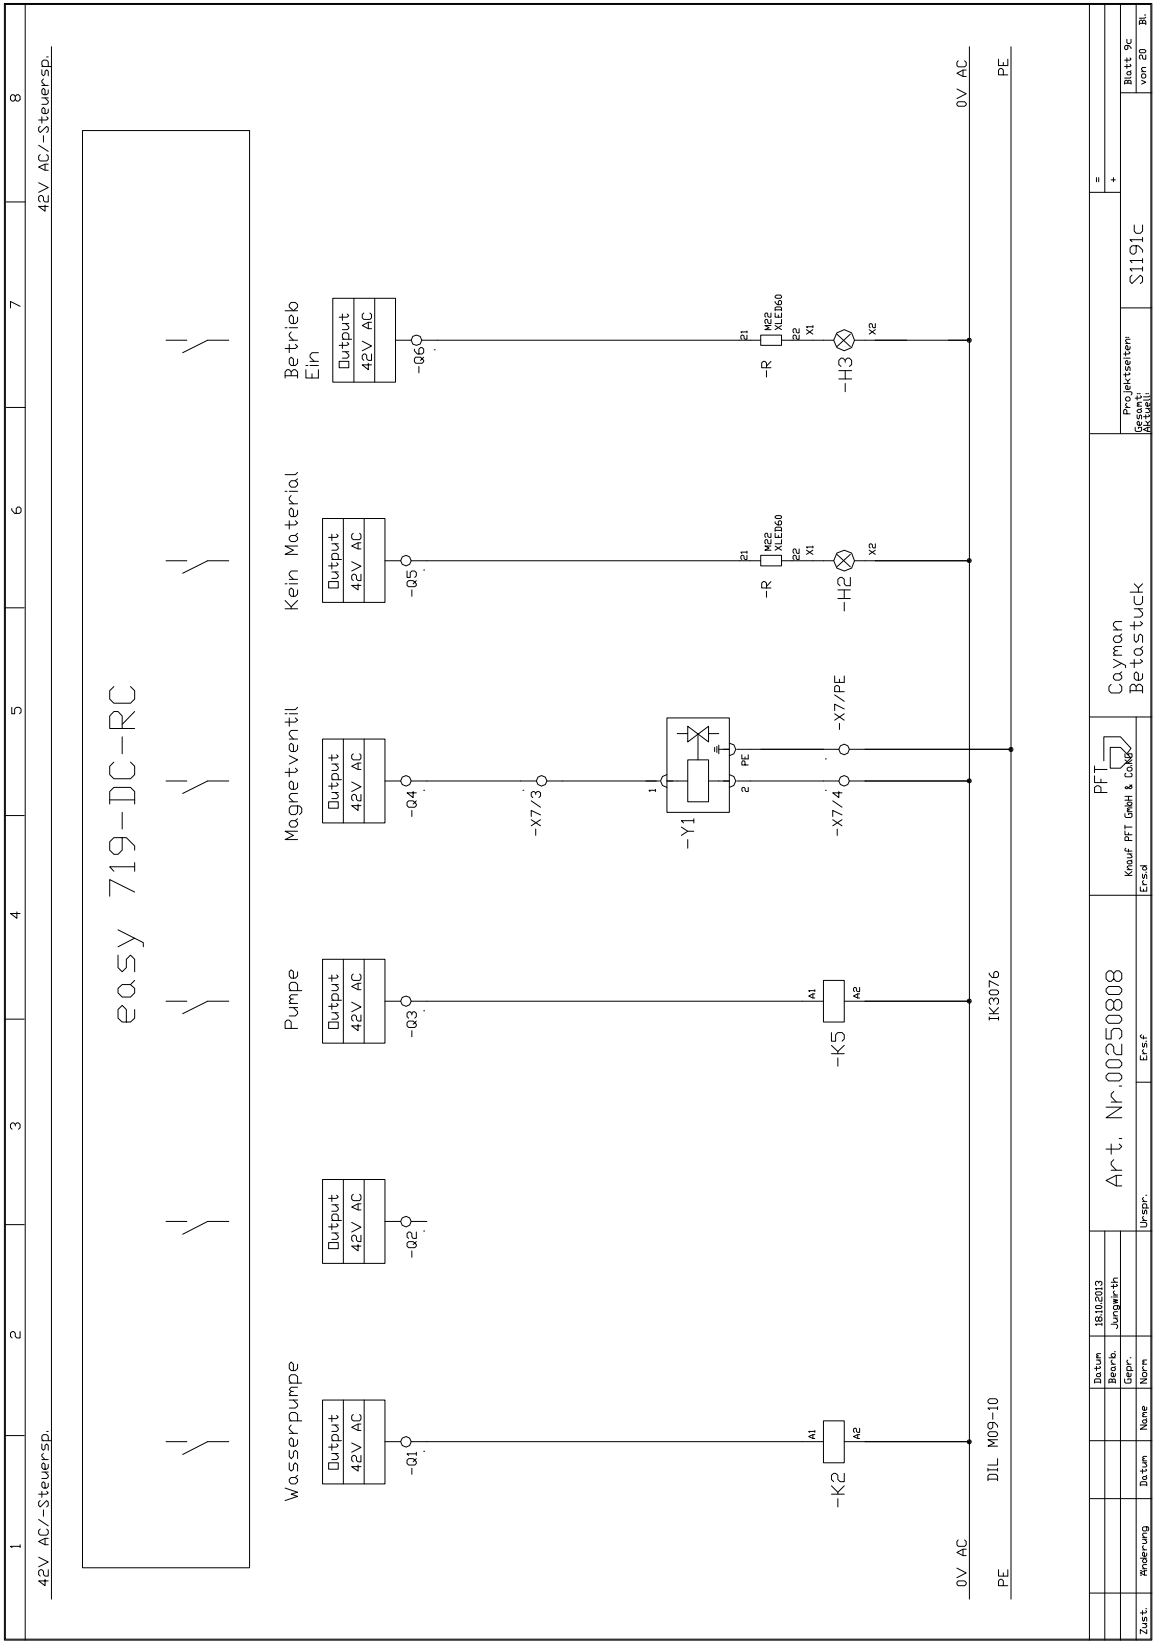 1 2 3 4 5 6 7 8
42V AC/-Steuersp. 42V AC/-Steuersp.
easy 719-DC-RC
Wasserpumpe
Output
42V AC
-Q1
A1
-K2
A2
DIL M09-10
Output
42V AC
-Q2
Pumpe
Output
42V AC
-Q3
A1
-K5
A2
IK3076
Magnetventil
Output
42V AC
-Q4
-X7/3
1
-Y1
2
PE
-X7/4
-X7/PE
Kein Material
Output
42V AC
-Q5
21
-R
M22
XLED60
22
X1
-H2
X2
Betrieb
Ein
Output
42V AC
-Q6
21
-R
M22
XLED60
22
X1
-H3
X2
0V AC 0V AC
PE PE
Zust. Änderung Datum Name
Datum 18.10.2013
Bearb. Jungwirth
Gepr.
Norm
Art. Nr.00250808
Urspr. Ers.f Ers.d
PFT
Knauf PFT GmbH & Co.KG
Cayman
Betastuck
Projektseiten:
Gesamt:
Aktuell:
S1191c
=
+
Blatt 9c
von 20 Bl.